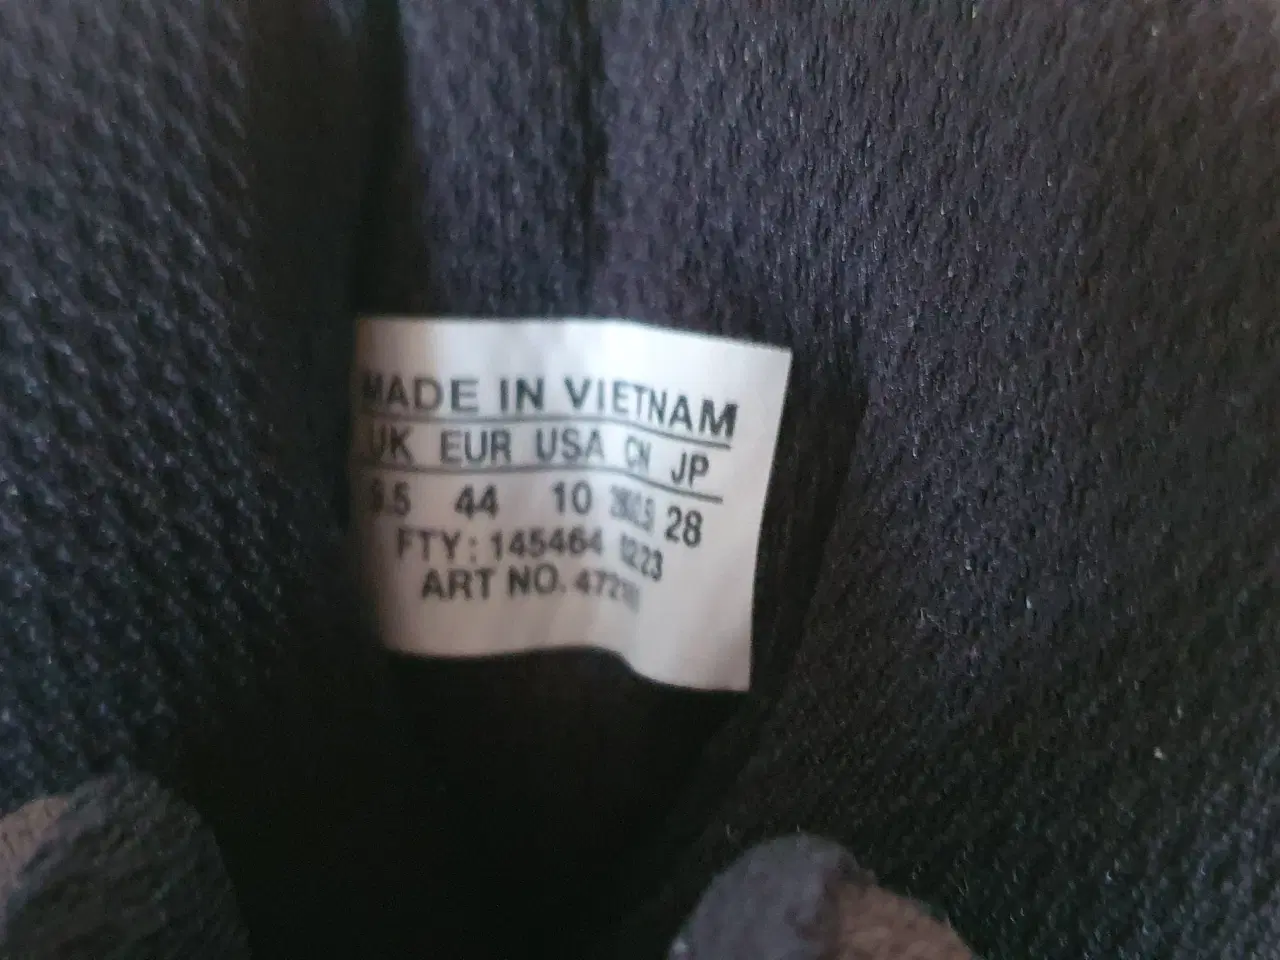 MADE IN VIETNAM
UK EUR USA CN JP
44 10 28
FTY: 145464
ART NO.